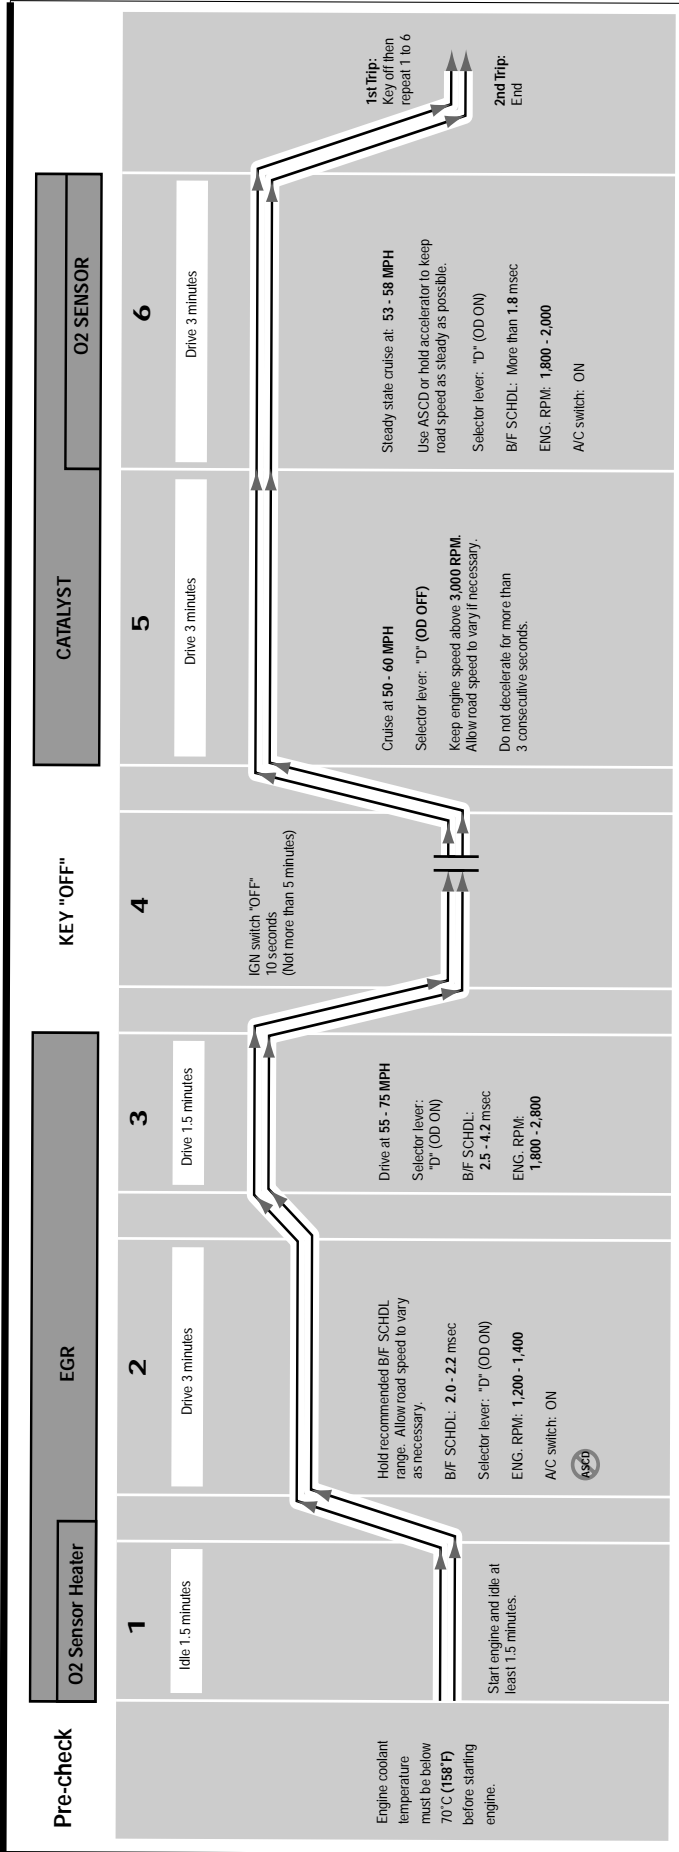 Pre-check
Engine coolant
temperature
must be below
70˚C (158˚F)
before starting
engine.
EGR
O2 Sensor Heater
1
Idle 1.5 minutes
Start engine and idle at
least 1.5 minutes.
2
Drive 3 minutes
Hold recommended B/F SCHDL
range. Allow road speed to vary
as necessary.
B/F SCHDL: 2.0 - 2.2 msec
Selector lever: "D" (OD ON)
ENG. RPM: 1,200 - 1,400
A/C switch: ON
ASCD
3
Drive 1.5 minutes
Drive at 55 - 75 MPH
Selector lever:
"D" (OD ON)
B/F SCHDL:
2.5 - 4.2 msec
ENG. RPM:
1,800 - 2,800
KEY "OFF"
4
IGN switch "OFF"
10 seconds
(Not more than 5 minutes)
CATALYST
5
Drive 3 minutes
Cruise at 50 - 60 MPH
Selector lever: "D" (OD OFF)
Keep engine speed above 3,000 RPM.
Allow road speed to vary if necessary.
Do not decelerate for more than
3 consecutive seconds.
O2 SENSOR
6
Drive 3 minutes
Steady state cruise at: 53 - 58 MPH
Use ASCD or hold accelerator to keep
road speed as steady as possible.
Selector lever: "D" (OD ON)
B/F SCHDL: More than 1.8 msec
ENG. RPM: 1,800 - 2,000
A/C switch: ON
1st Trip:
Key off then
repeat 1 to 6
2nd Trip:
End